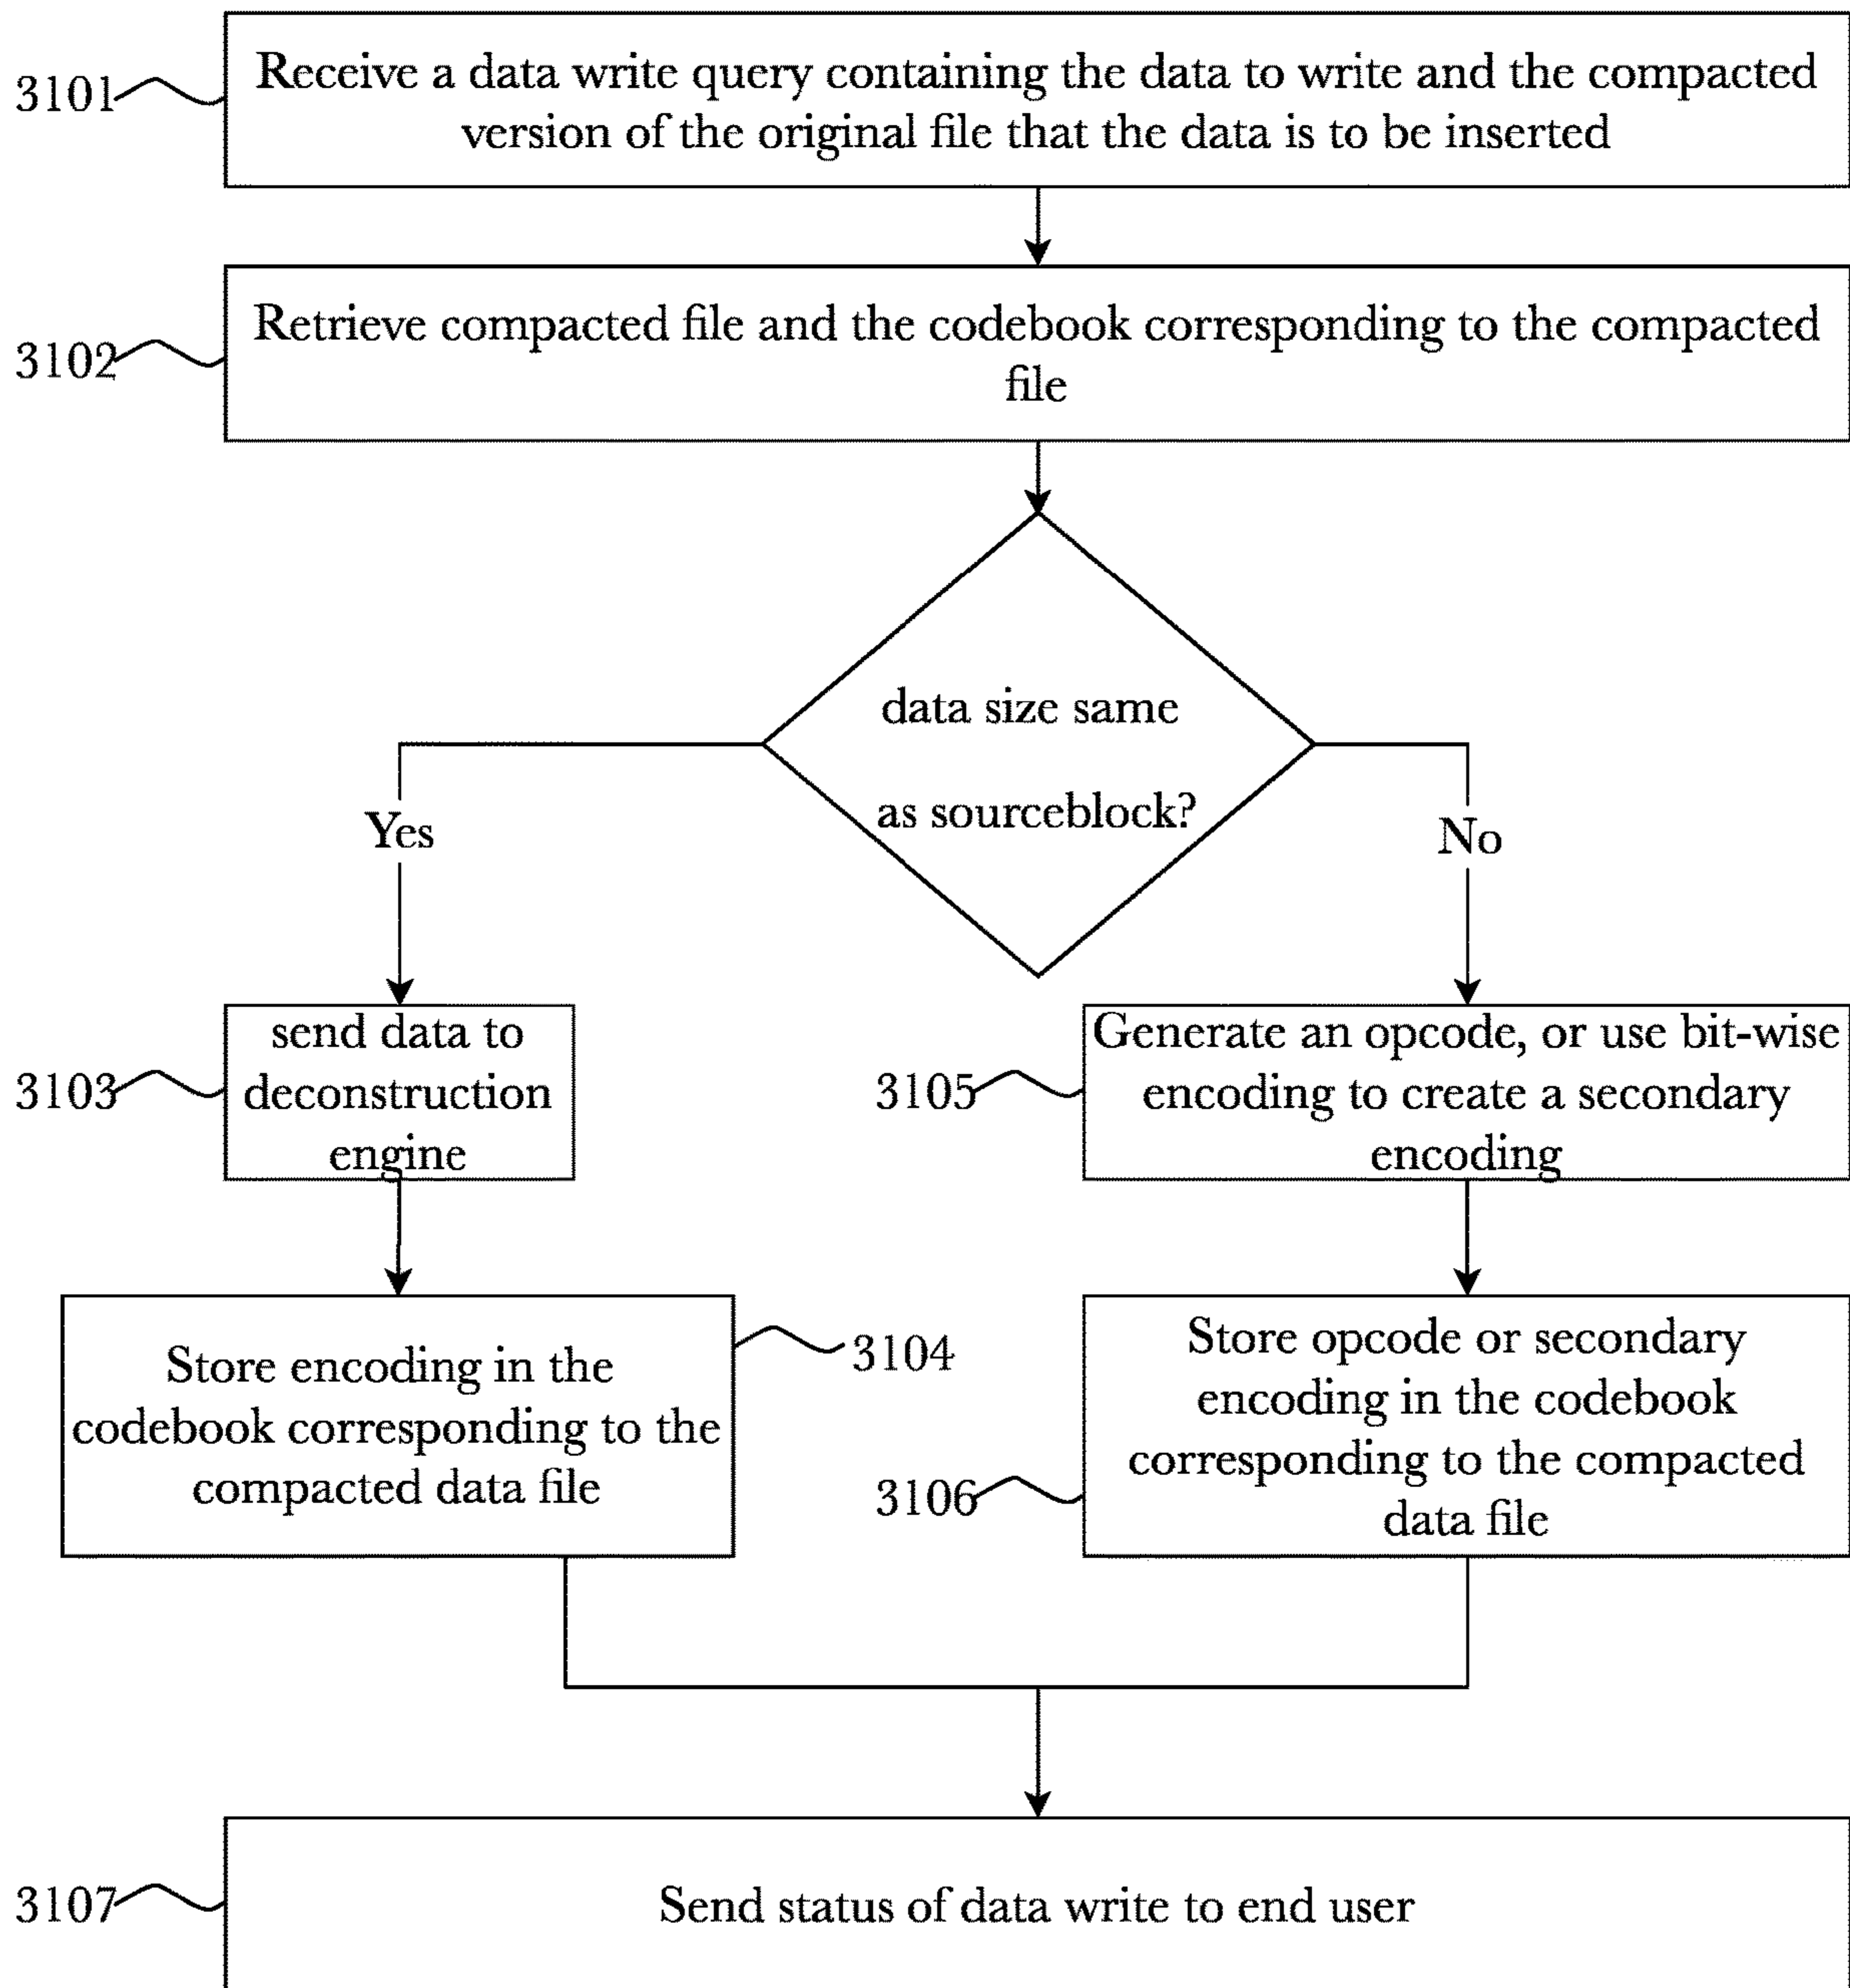 3101
Receive a data write query containing the data to write and the compacted
version of the original file that the data is to be inserted
3102
Retrieve compacted file and the codebook corresponding to the compacted
file
data size same
as sourceblock?
Yes
No
3103
send data to
deconstruction
engine
3105
Generate an opcode, or use bit-wise
encoding to create a secondary
encoding
Store encoding in the
codebook corresponding to the
compacted data file
3104
3106
Store opcode or secondary
encoding in the codebook
corresponding to the compacted
data file
3107
Send status of data write to end user